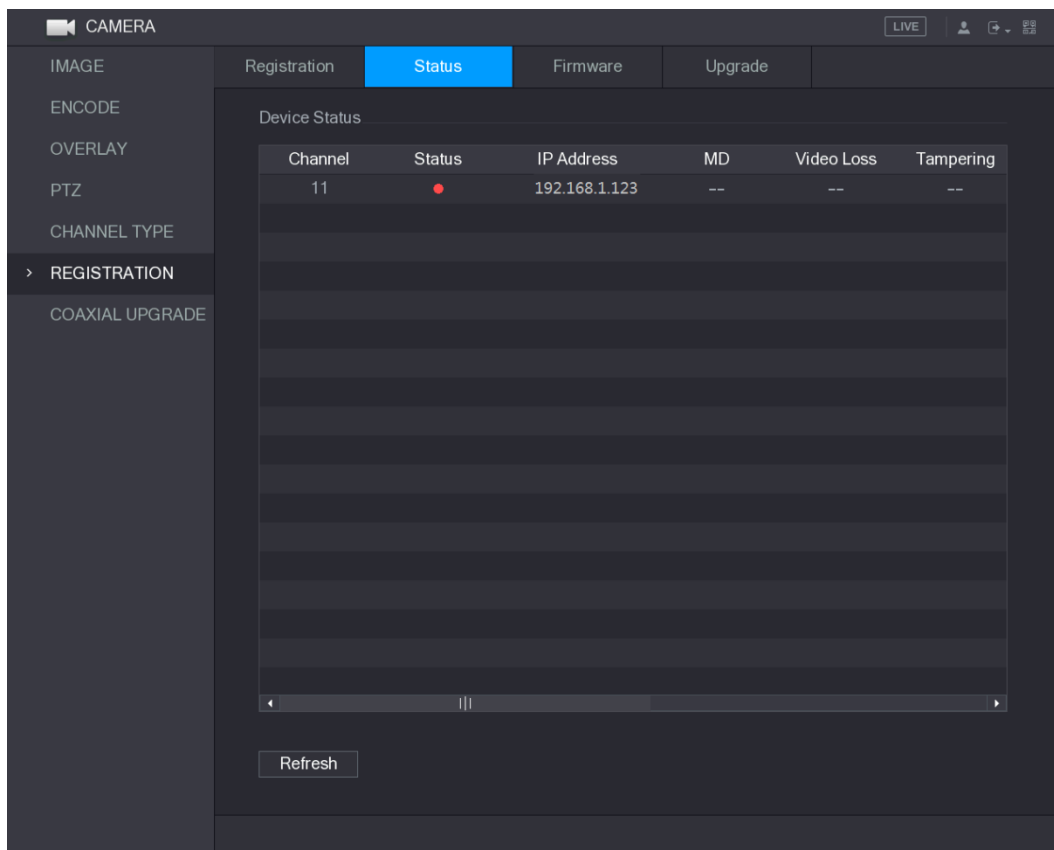 CAMERA LIVE
IMAGE
ENCODE
OVERLAY
PTZ
CHANNEL TYPE
REGISTRATION
COAXIAL UPGRADE
Registration Status Firmware Upgrade
Device Status
Channel Status IP Address MD Video Loss Tampering
11 192.168.1.123 -- -- --
Refresh